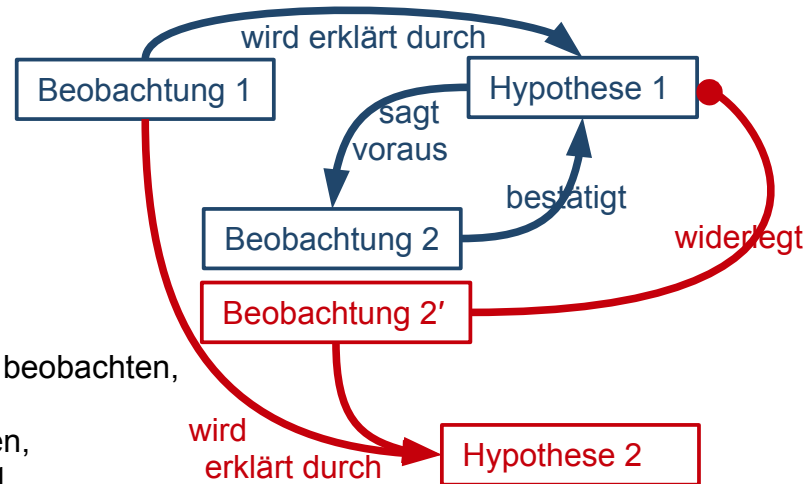 wird erklärt durch
Beobachtung 1
Hypothese 1
sagt
voraus
bestätigt
Beobachtung 2
widerlegt
Beobachtung 2′
beobachten,
wird
erklärt durch
Hypothese 2